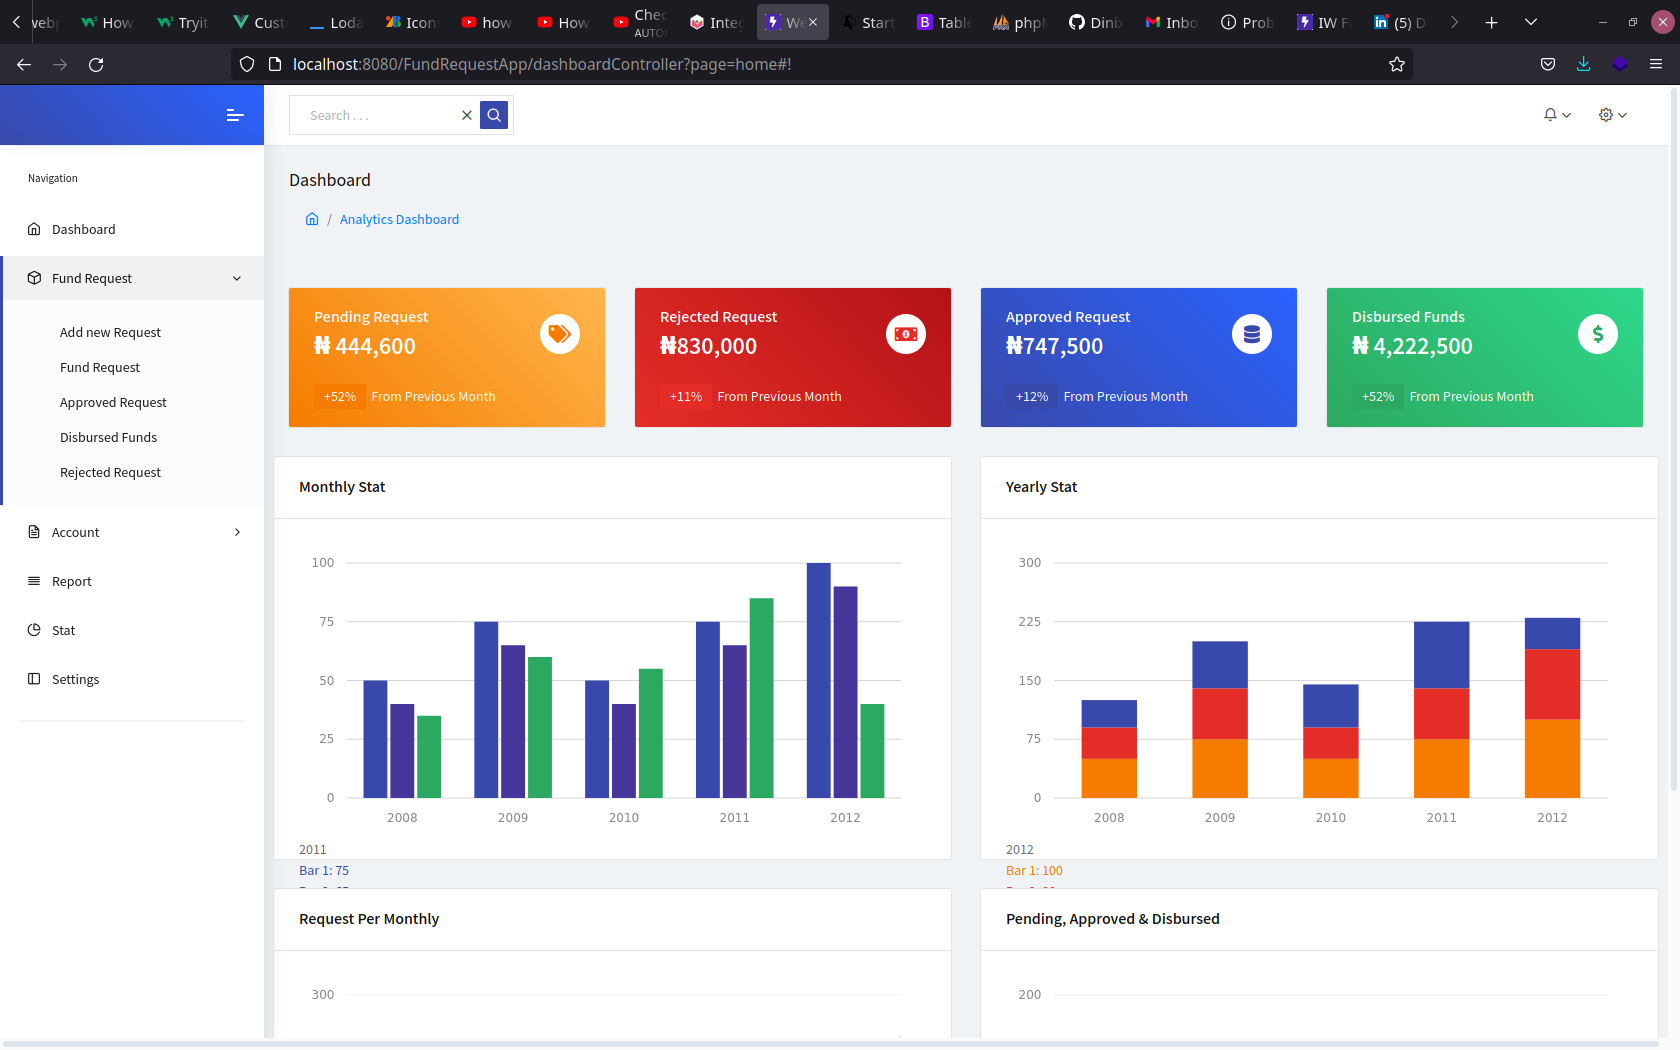 How
Tryit
Cust
Loda
Icon
how
How
Chec
AUTO
Integ
We
Start
Table
php
Dinix
Inbo
Prob
IW F
(5) D
localhost:8080/FundRequestApp/dashboardController?page=home#!
Search . . .
Navigation
Dashboard
Fund Request
Add new Request
Fund Request
Approved Request
Disbursed Funds
Rejected Request
Account
Report
Stat
Settings
Dashboard
/ Analytics Dashboard
Pending Request
₦ 444,600
+52% From Previous Month
Rejected Request
₦830,000
+11% From Previous Month
Approved Request
₦747,500
+12% From Previous Month
Disbursed Funds
₦ 4,222,500
+52% From Previous Month
Monthly Stat
100
75
50
25
0
2008 2009 2010 2011 2012
2011
Bar 1: 75
Yearly Stat
300
225
150
75
0
2008 2009 2010 2011 2012
2012
Bar 1: 100
Request Per Monthly
300
Pending, Approved & Disbursed
200